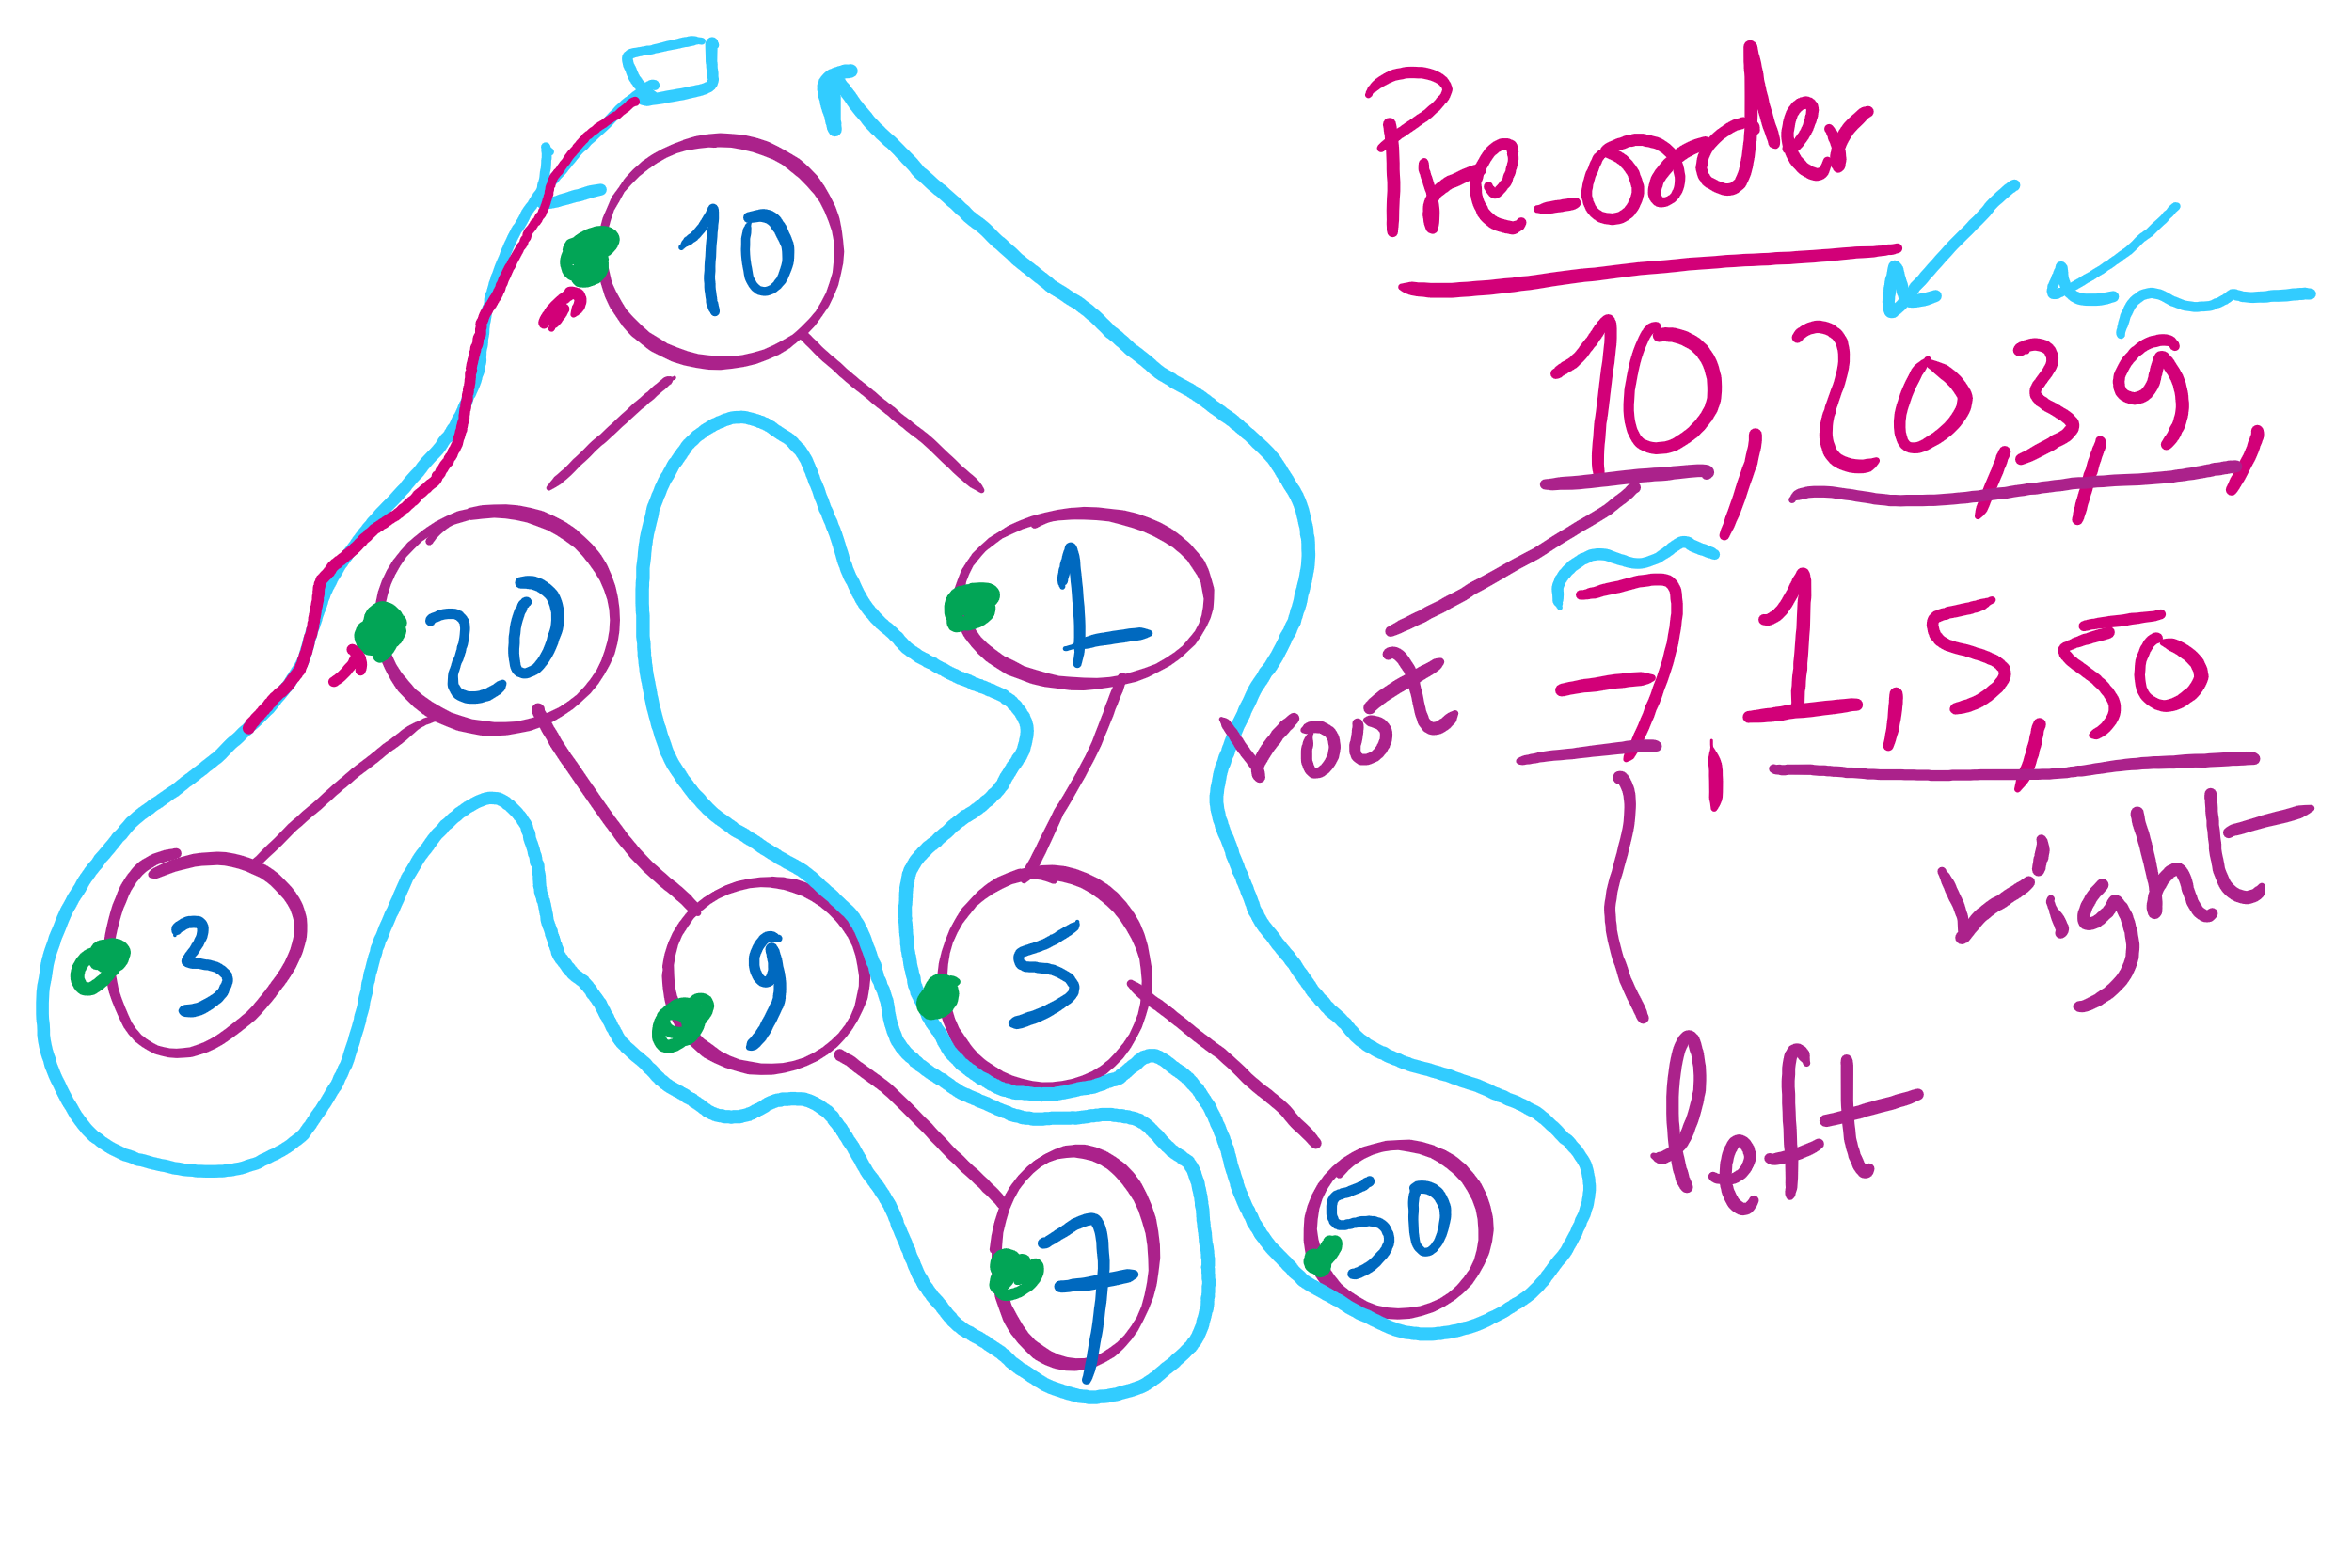 Pre-order
10, 20, 3, 9,
7, 1, 5, 50
root
right
left
10
20
1
3
9
5
7
50